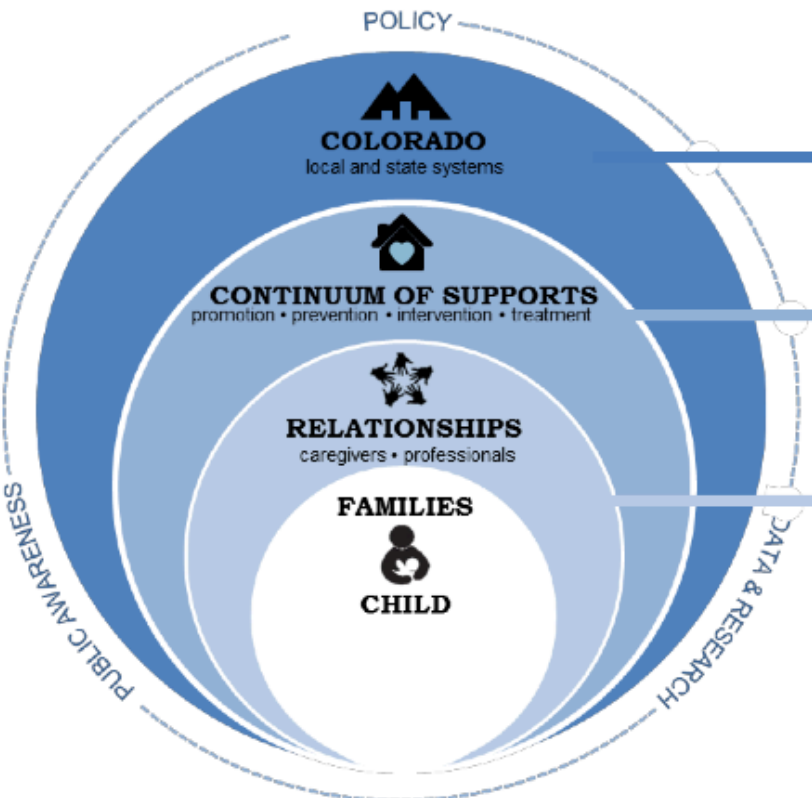 POLICY
COLORADO
local and state systems
CONTINUUM OF SUPPORTS
promotion • prevention • intervention • treatment
RELATIONSHIPS
caregivers • professionals
FAMILIES
CHILD
PUBLIC AWARENESS
DATA & RESEARCH